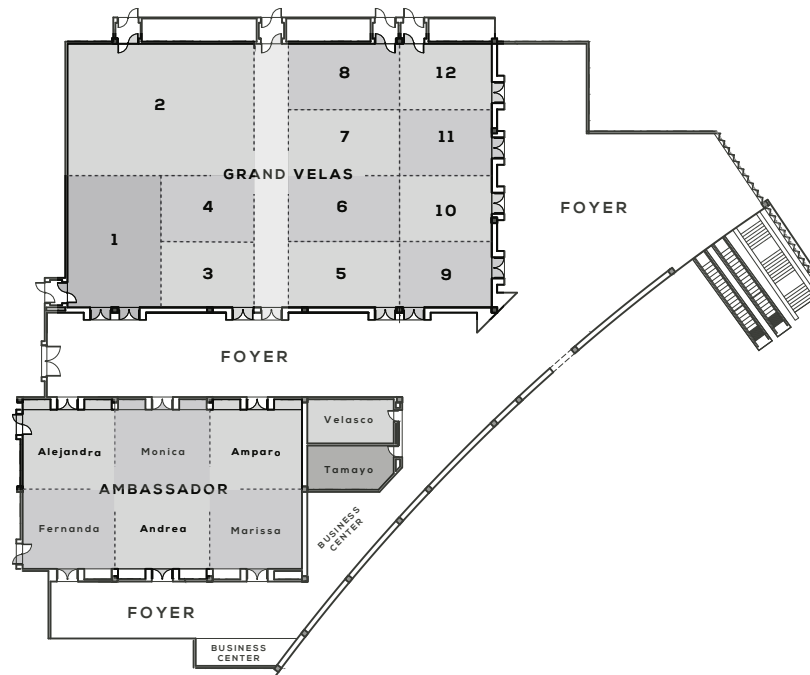 8
12
2
7
11
GRAND VELAS
4
6
10
FOYER
1
3
5
9
FOYER
Velasco
Alejandra
Monica
Amparo
Tamayo
AMBASSADOR
Fernanda
Andrea
Marissa
BUSINESS
CENTER
FOYER
BUSINESS
CENTER